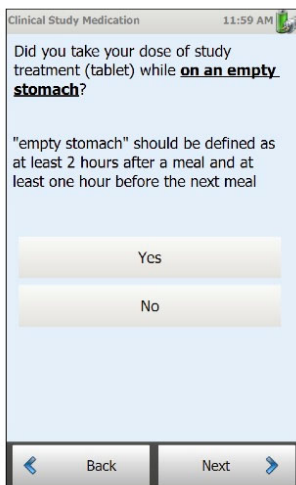 Clinical Study Medication 11:59 AM
Did you take your dose of study
treatment (tablet) while on an empty
stomach?
"empty stomach" should be defined as
at least 2 hours after a meal and at
least one hour before the next meal
Yes
No
Back Next